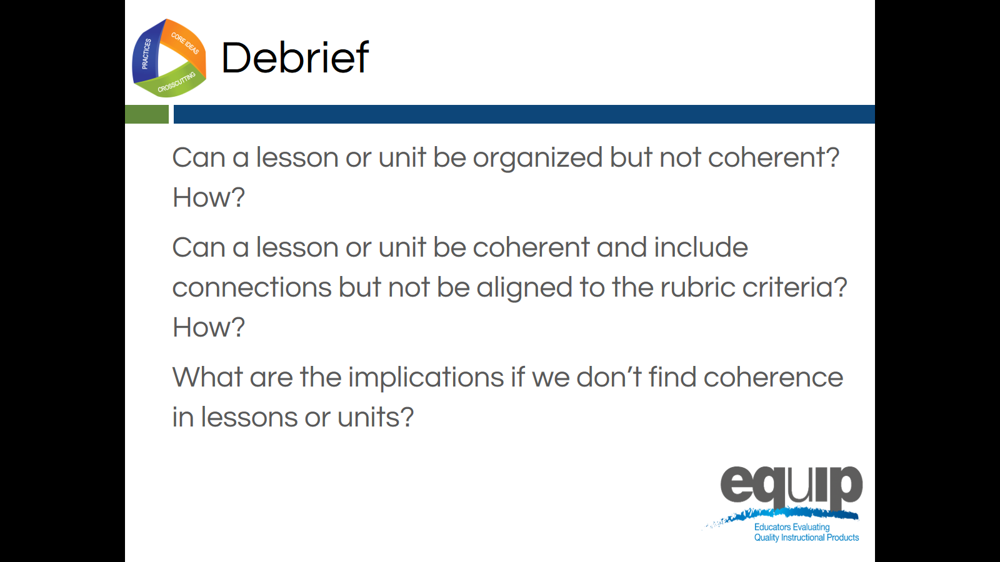 PRACTICES
CORE IDEAS
CROSSCUTTING
Debrief
Can a lesson or unit be organized but not coherent?
How?
Can a lesson or unit be coherent and include
connections but not be aligned to the rubric criteria?
How?
What are the implications if we don’t find coherence
in lessons or units?
equip
Educators Evaluating
Quality Instructional Products